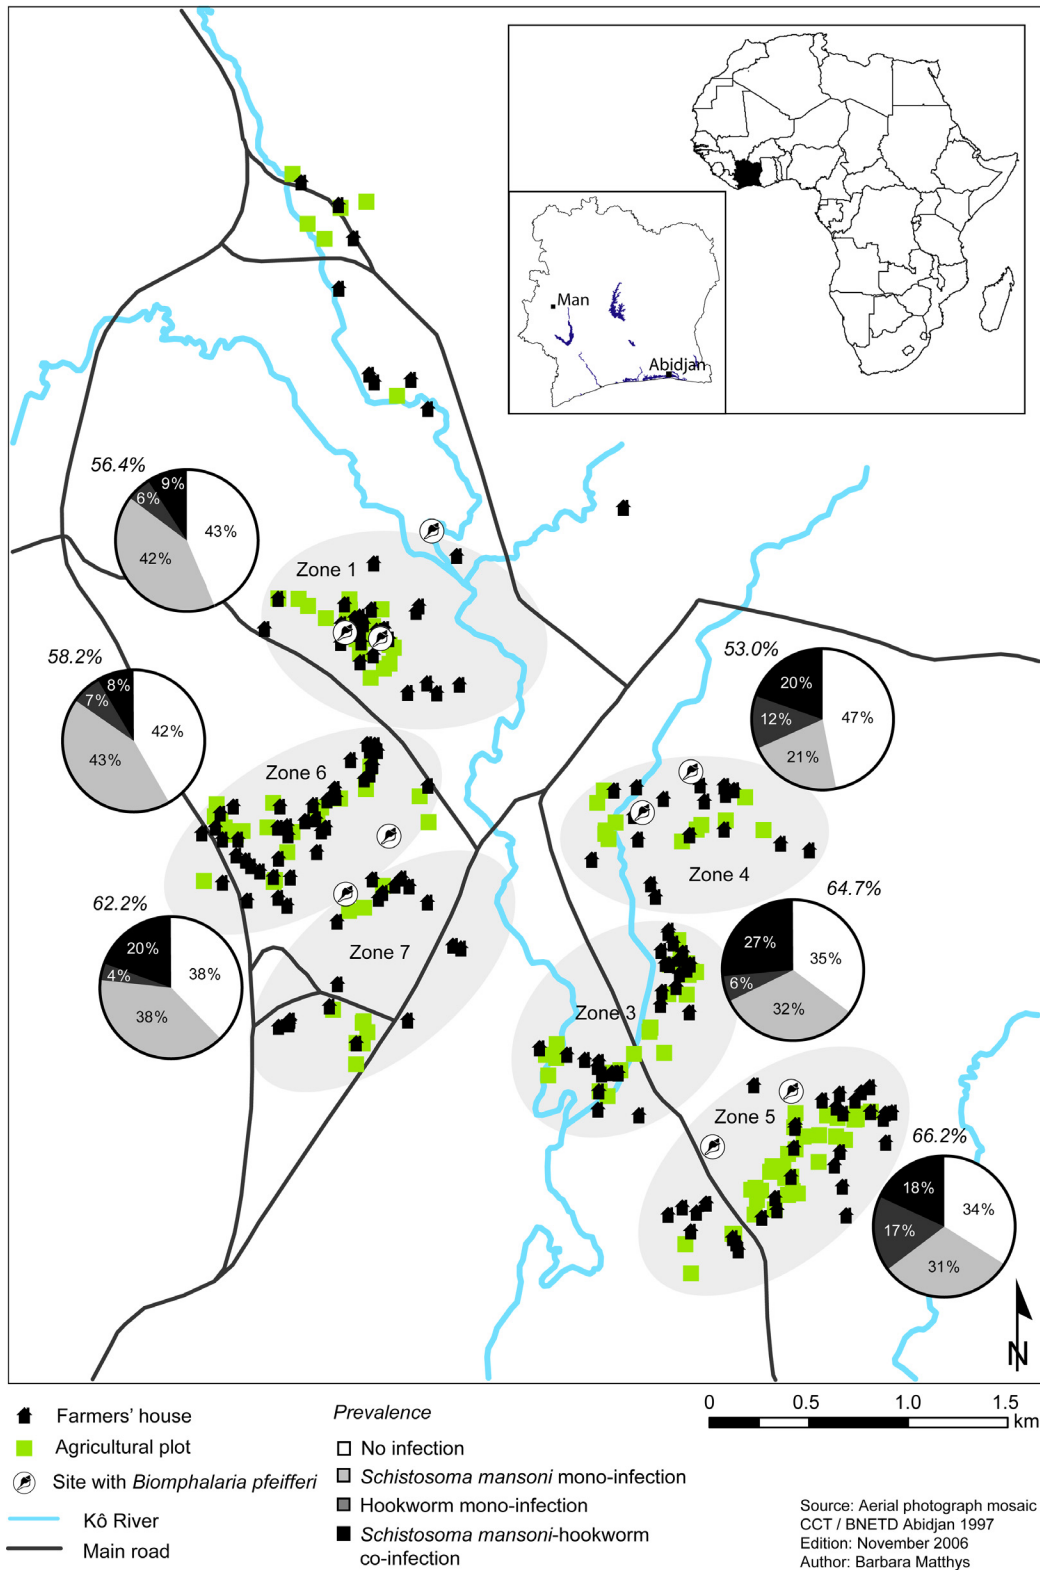 Man
Abidjan
56.4%
9%
6%
43%
42%
Zone 1
58.2%
8%
7%
42%
43%
53.0%
20%
12%
47%
21%
Zone 6
Zone 4
62.2%
20%
4%
38%
38%
Zone 7
64.7%
27%
35%
6%
32%
Zone 3
Zone 5
66.2%
18%
34%
17%
31%
N
Farmers' house
Agricultural plot
Site with Biomphalaria pfeifferi
Kô River
Main road
Prevalence
No infection
Schistosoma mansoni mono-infection
Hookworm mono-infection
Schistosoma mansoni-hookworm
co-infection
0 0.5 1.0 1.5
km
Source: Aerial photograph mosaic
CCT / BNETD Abidjan 1997
Edition: November 2006
Author: Barbara Matthys